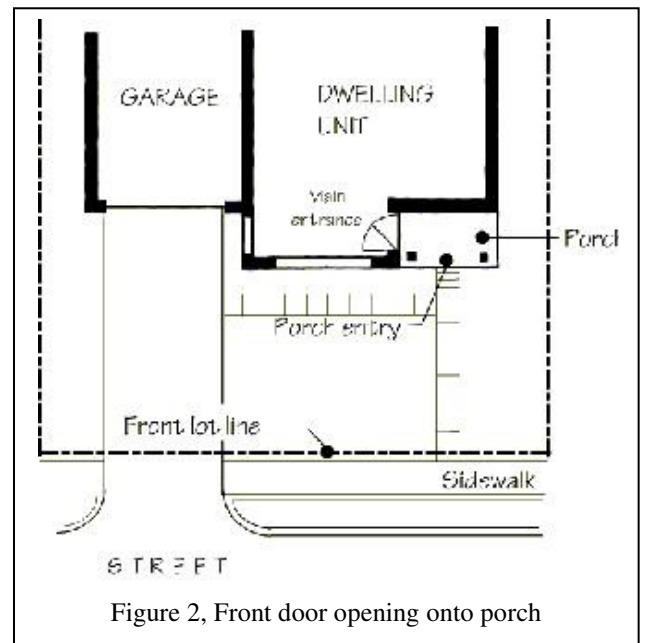 GARAGE
DWELLING
UNIT
Main
entrance
Porch
Porch entry
Front lot line
Sidewalk
STREET
Figure 2, Front door opening onto porch